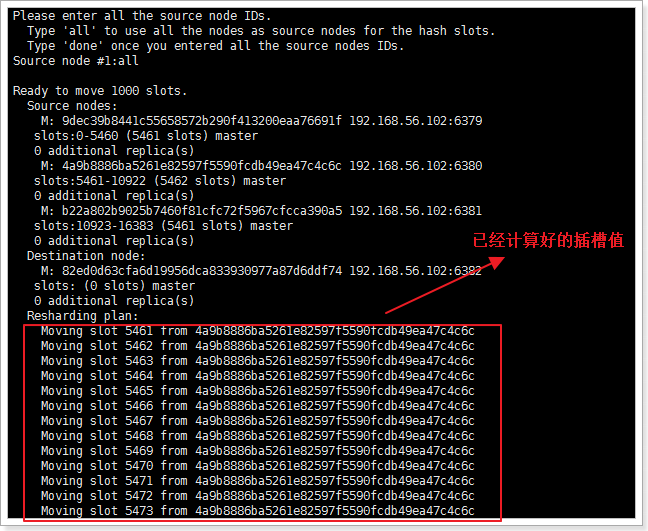 Please enter all the source node IDs.
Type 'all' to use all the nodes as source nodes for the hash slots.
Type 'done' once you entered all the source nodes IDs.
Source node #1:all
Ready to move 1000 slots.
Source nodes:
M: 9dec39b8441c55658572b290f413200eaa76691f 192.168.56.102:6379
slots:0-5460 (5461 slots) master
0 additional replica(s)
M: 4a9b8886ba5261e82597f5590fcdb49ea47c4c6c 192.168.56.102:6380
slots:5461-10922 (5462 slots) master
0 additional replica(s)
M: b22a802b9025b7460f81cfc72f5967cfcca390a5 192.168.56.102:6381
slots:10923-16383 (5461 slots) master
0 additional replica(s)
已经计算好的插槽值
Destination node:
M: 82ed0d63cfa6d19956dca833930977a87d6ddf74 192.168.56.102:6382
slots: (0 slots) master
0 additional replica(s)
Resharding plan:
Moving slot 5461 from 4a9b8886ba5261e82597f5590fcdb49ea47c4c6c
Moving slot 5462 from 4a9b8886ba5261e82597f5590fcdb49ea47c4c6c
Moving slot 5463 from 4a9b8886ba5261e82597f5590fcdb49ea47c4c6c
Moving slot 5464 from 4a9b8886ba5261e82597f5590fcdb49ea47c4c6c
Moving slot 5465 from 4a9b8886ba5261e82597f5590fcdb49ea47c4c6c
Moving slot 5466 from 4a9b8886ba5261e82597f5590fcdb49ea47c4c6c
Moving slot 5467 from 4a9b8886ba5261e82597f5590fcdb49ea47c4c6c
Moving slot 5468 from 4a9b8886ba5261e82597f5590fcdb49ea47c4c6c
Moving slot 5469 from 4a9b8886ba5261e82597f5590fcdb49ea47c4c6c
Moving slot 5470 from 4a9b8886ba5261e82597f5590fcdb49ea47c4c6c
Moving slot 5471 from 4a9b8886ba5261e82597f5590fcdb49ea47c4c6c
Moving slot 5472 from 4a9b8886ba5261e82597f5590fcdb49ea47c4c6c
Moving slot 5473 from 4a9b8886ba5261e82597f5590fcdb49ea47c4c6c